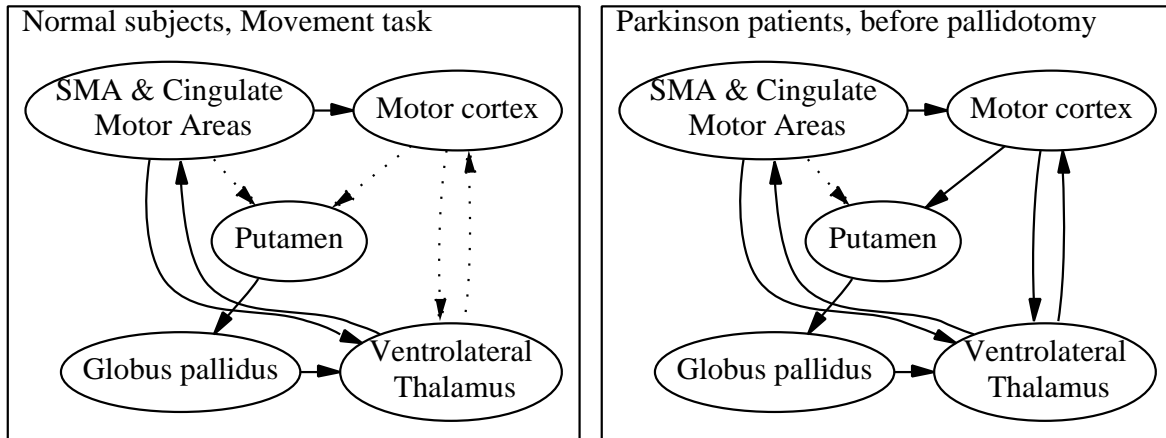 Normal subjects, Movement task
SMA & Cingulate
Motor Areas
Motor cortex
Putamen
Globus pallidus
Ventrolateral
Thalamus
Parkinson patients, before pallidotomy
SMA & Cingulate
Motor Areas
Motor cortex
Putamen
Globus pallidus
Ventrolateral
Thalamus